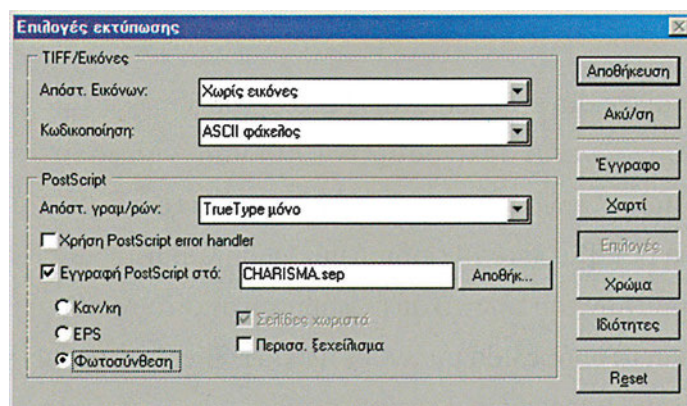 Επιλογές εκτύπωσης
TIFF/Εικόνες
Απόστ. Εικόνων: Χωρίς εικόνες
Κωδικοποίηση: ASCII φάκελος
PostScript
Απόστ. γραμ/ρών: TrueType μόνο
Χρήση PostScript error handler
Εγγραφή PostScript στό: CHARISMA.sep Αποθήκ...
Καν/κη
EPS
Φωτοσύνθεση
Σελίδες χωριστά
Περισσ. ξεχείλισμα
Αποθήκευση
Ακύ/ση
Έγγραφο
Χαρτί
Επιλογές
Χρώμα
Ιδιότητες
Reset